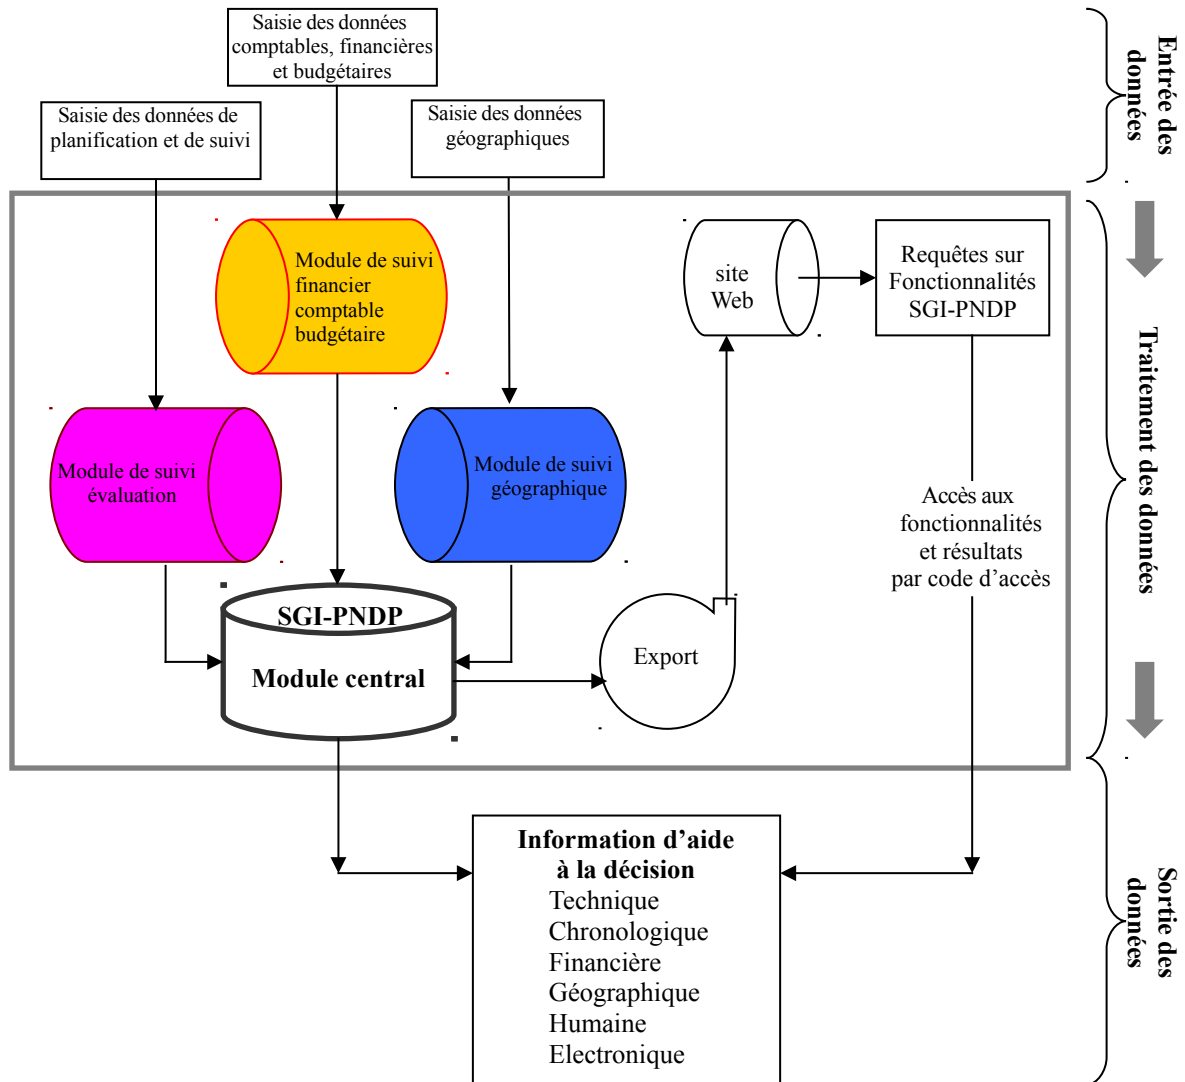 Saisie des données
comptables, financières
et budgétaires
Saisie des données de
planification et de suivi
Saisie des données
géographiques
Entrée des
données
Module de suivi
financier
comptable
budgétaire
site
Web
Requêtes sur
Fonctionnalités
SGI-PNDP
Module de suivi
évaluation
Module de suivi
géographique
Accès aux
fonctionnalités
et résultats
par code d’accès
Traitement des données
SGI-PNDP
Module central
Export
Information d’aide
à la décision
Technique
Chronologique
Financière
Géographique
Humaine
Electronique
Sortie des
données